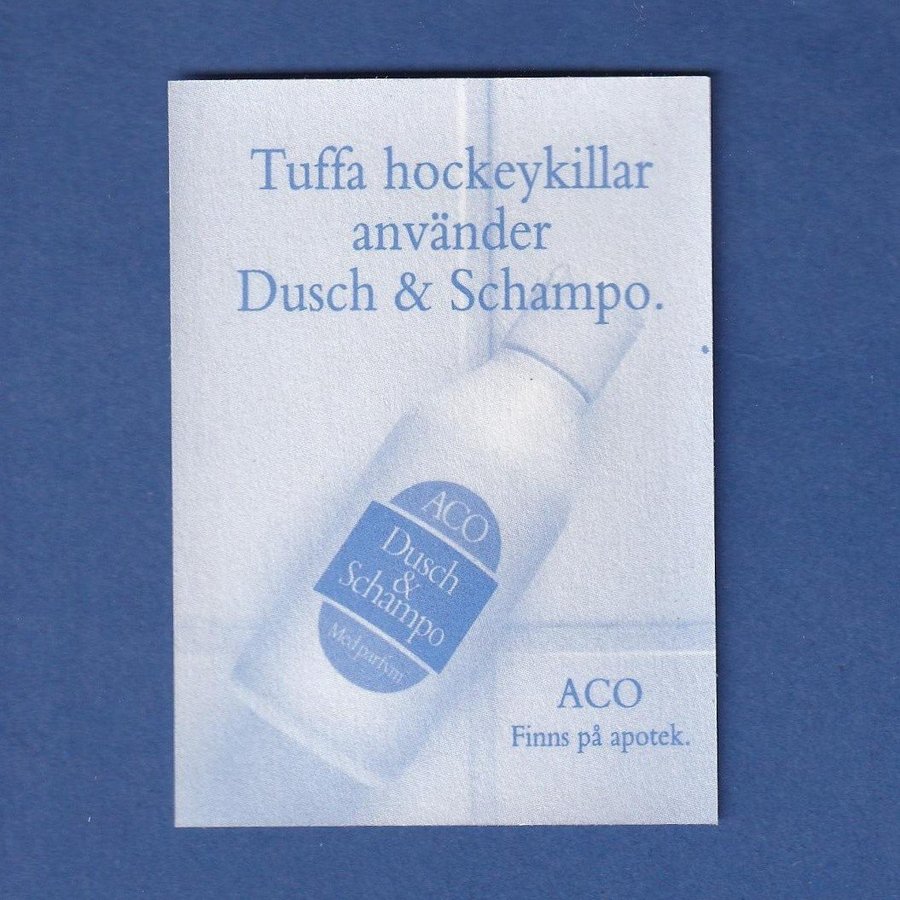 Tuffa hockeykillar
använder
Dusch & Schampo.
ACO
Dusch
&
Schampo
Med parfym
ACO
Finns på apotek.